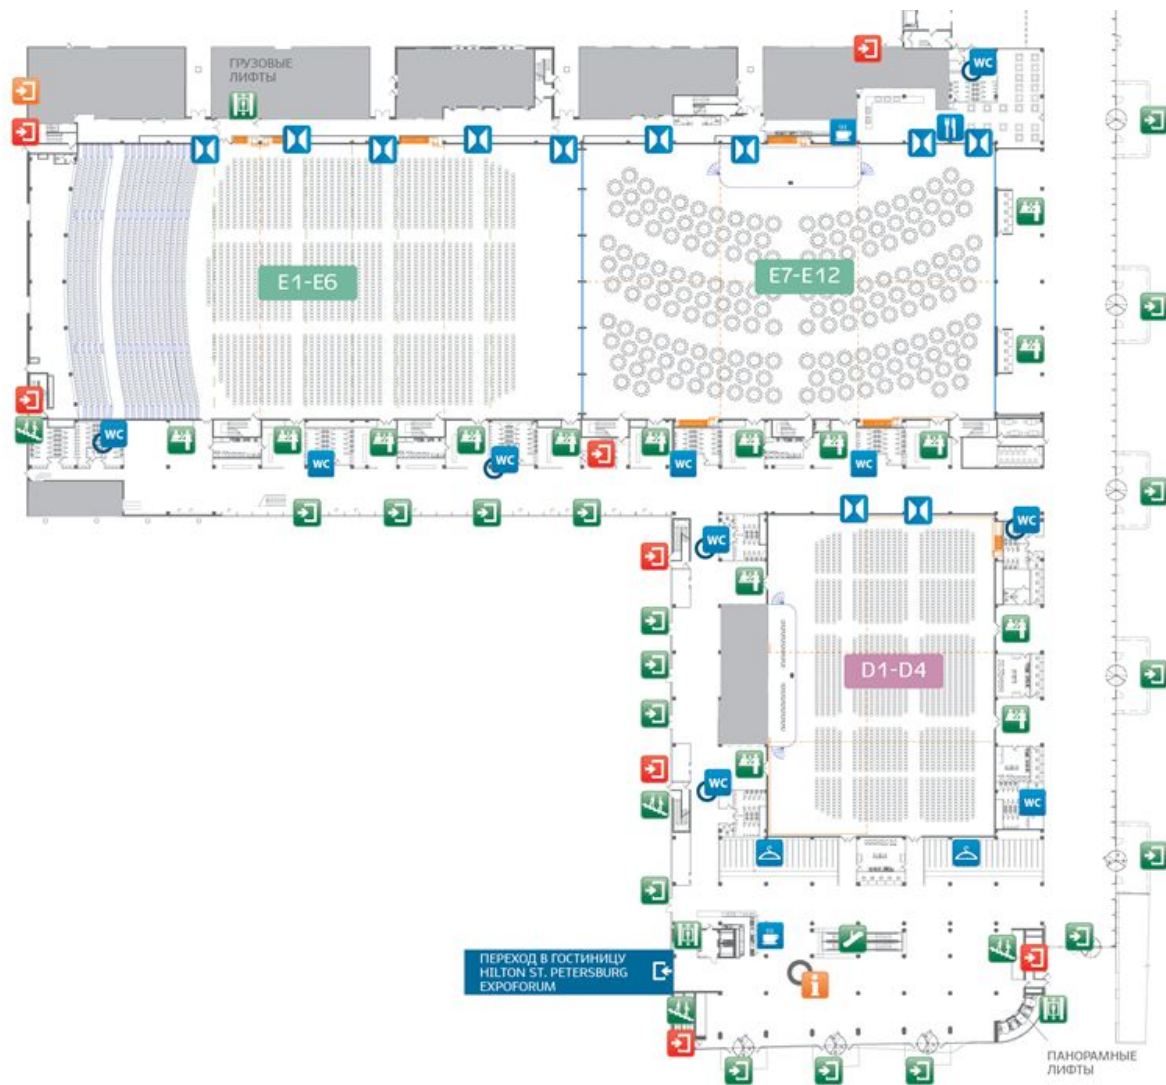 ГРУЗОВЫЕ
ЛИФТЫ
WC
E1-E6
E7-E12
WC
WC
WC
WC
WC
WC
WC
D1-D4
WC
WC
ПЕРЕХОД В ГОСТИНИЦУ
HILTON ST. PETERSBURG
EXPOFORUM
i
ПАНОРАМНЫЕ
ЛИФТЫ